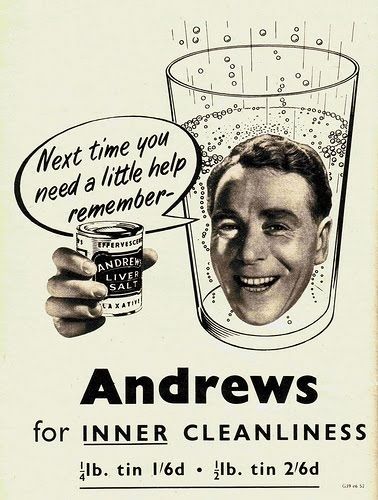 Next time you
need a little help
remember-
EFFERVESCEN
ANDREWS
LIVER
SALT
LAXATIVE
Andrews
for INNER CLEANLINESS
¼lb. tin 1/6d • ½lb. tin 2/6d